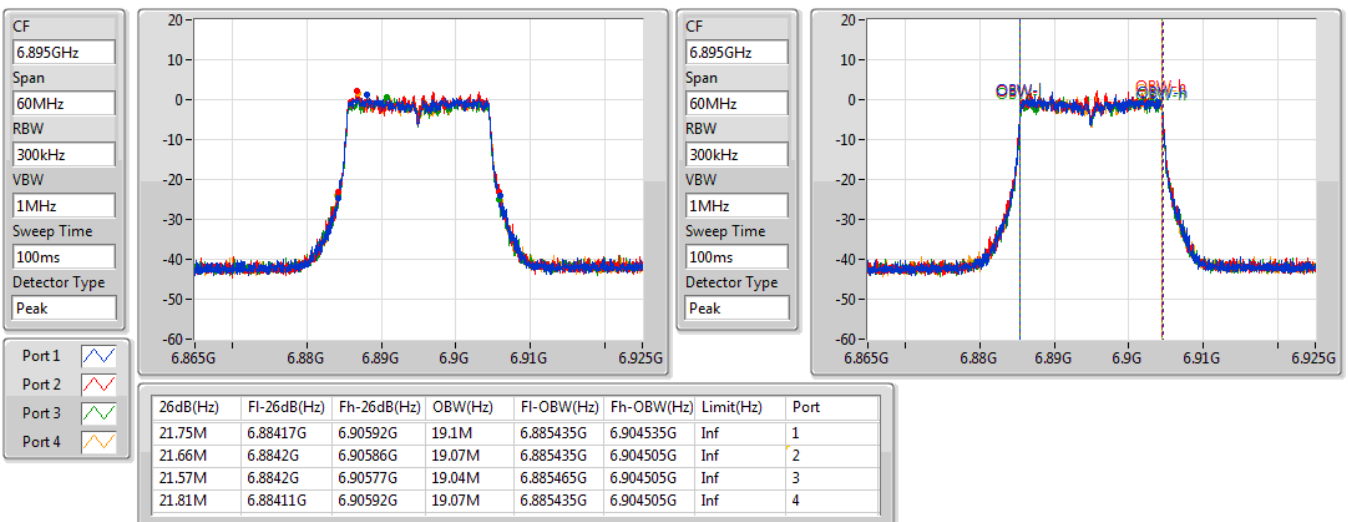 CF
6.895GHz
Span
60MHz
RBW
300kHz
VBW
1MHz
Sweep Time
100ms
Detector Type
Peak
20
10
0
-10
-20
-30
-40
-50
-60
6.865G 6.88G 6.89G 6.9G 6.91G 6.925G
CF
6.895GHz
Span
60MHz
RBW
300kHz
VBW
1MHz
Sweep Time
100ms
Detector Type
Peak
20
10
0
-10
-20
-30
-40
-50
-60
OBW-l OBW-h
OBW-h
6.865G 6.88G 6.89G 6.9G 6.91G 6.925G
Port 1
Port 2
Port 3
Port 4
26dB(Hz) Fl-26dB(Hz) Fh-26dB(Hz) OBW(Hz) Fl-OBW(Hz) Fh-OBW(Hz) Limit(Hz) Port
21.75M 6.88417G 6.90592G 19.1M 6.885435G 6.904535G Inf 1
21.66M 6.8842G 6.90586G 19.07M 6.885435G 6.904505G Inf 2
21.57M 6.8842G 6.90577G 19.04M 6.885465G 6.904505G Inf 3
21.81M 6.88411G 6.90592G 19.07M 6.885435G 6.904505G Inf 4